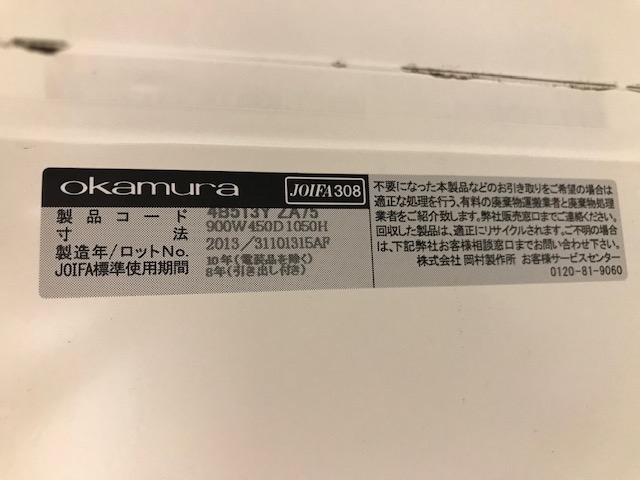 okamura
JOIFA308
製品コード 4B513Y ZA75
寸法 900W450D1050H
製造年/ロットNo. 2013/31101315AF
JOIFA標準使用期間 10年(電装品を除く)
8年(引き出し付き)
不要になった本製品などのお引き取りをご希望の場合は
適正な処理を行う、有料の廃棄物運搬業者と廃棄物処理
業者をご紹介致します。弊社販売窓口までご連絡ください。
回収した製品は、適正にリサイクルされます。ご不明の場合
は、下記弊社お客様相談窓口までお問い合わせ下さい。
株式会社 岡村製作所 お客様サービスセンター
0120-81-9060